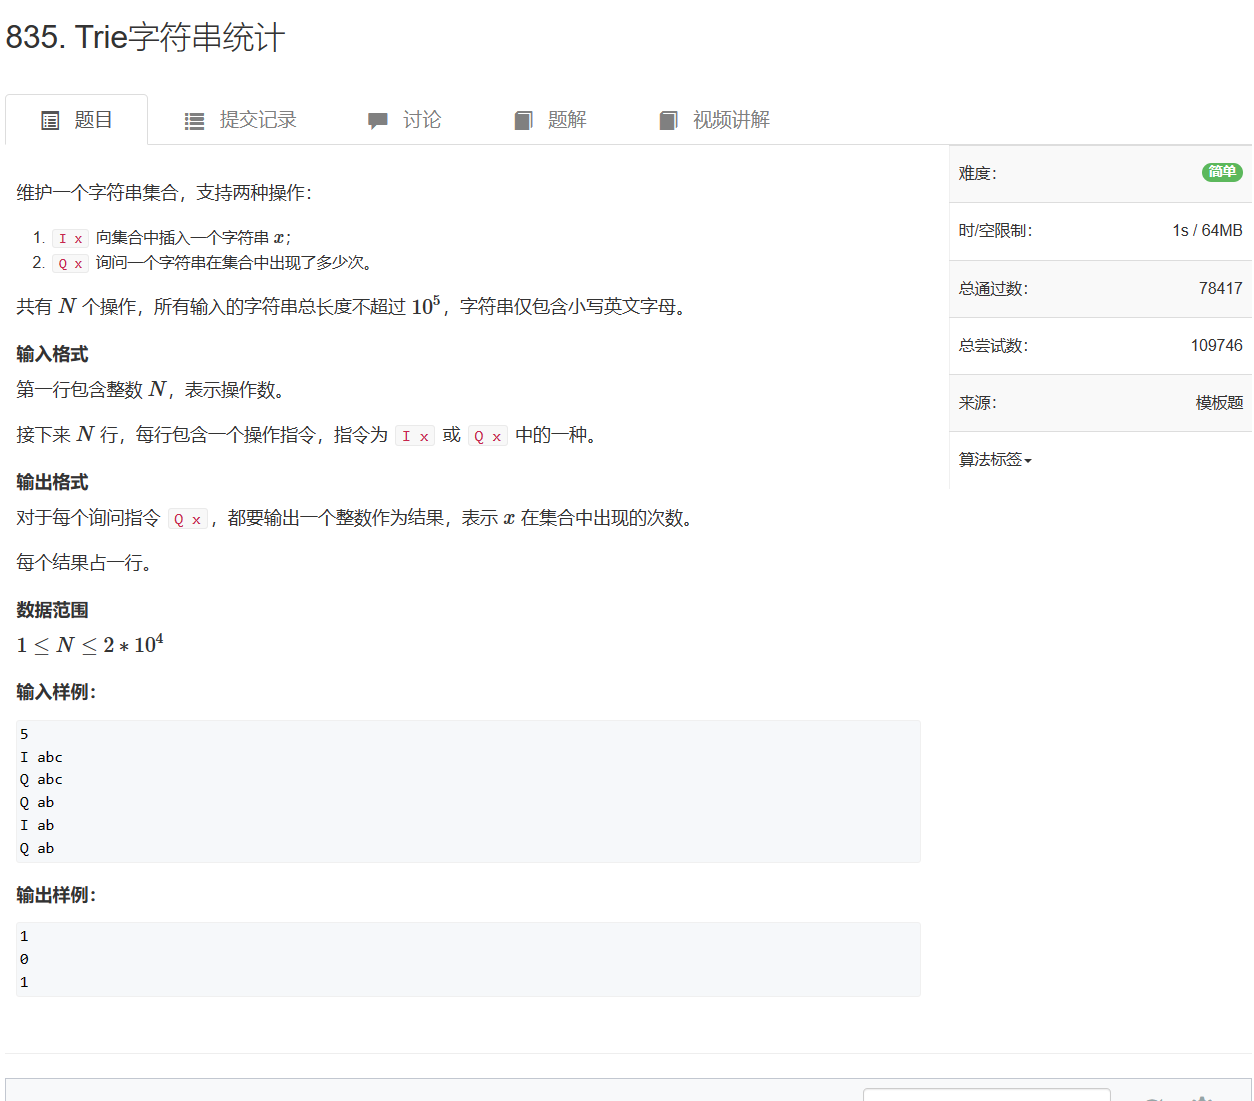 835. Trie字符串统计
题目 提交记录 讨论 题解 视频讲解
维护一个字符串集合，支持两种操作：
1. I x 向集合中插入一个字符串 x；
2. Q x 询问一个字符串在集合中出现了多少次。
共有 N 个操作，所有输入的字符串总长度不超过 10⁵，字符串仅包含小写英文字母。
输入格式
第一行包含整数 N，表示操作数。
接下来 N 行，每行包含一个操作指令，指令为 I x 或 Q x 中的一种。
输出格式
对于每个询问指令 Q x，都要输出一个整数作为结果，表示 x 在集合中出现的次数。
每个结果占一行。
数据范围
1 ≤ N ≤ 2 ∗ 10⁴
输入样例：
5
I abc
Q abc
Q ab
I ab
Q ab
输出样例：
1
0
1
难度： 简单
时/空限制： 1s / 64MB
总通过数： 78417
总尝试数： 109746
来源： 模板题
算法标签